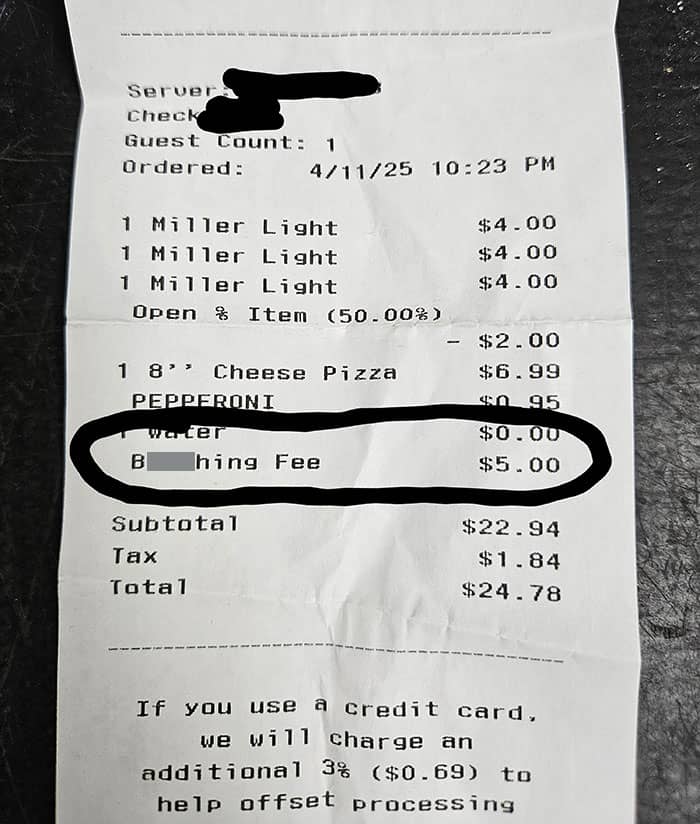 Server:
Check
Guest Count: 1
Ordered: 4/11/25 10:23 PM
1 Miller Light $4.00
1 Miller Light $4.00
1 Miller Light $4.00
Open % Item (50.00%)
- $2.00
1 8'' Cheese Pizza $6.99
PEPPERONI $0.95
1 Water $0.00
B hing Fee $5.00
Subtotal $22.94
Tax $1.84
Total $24.78
If you use a credit card,
we will charge an
additional 3% ($0.69) to
help offset processing